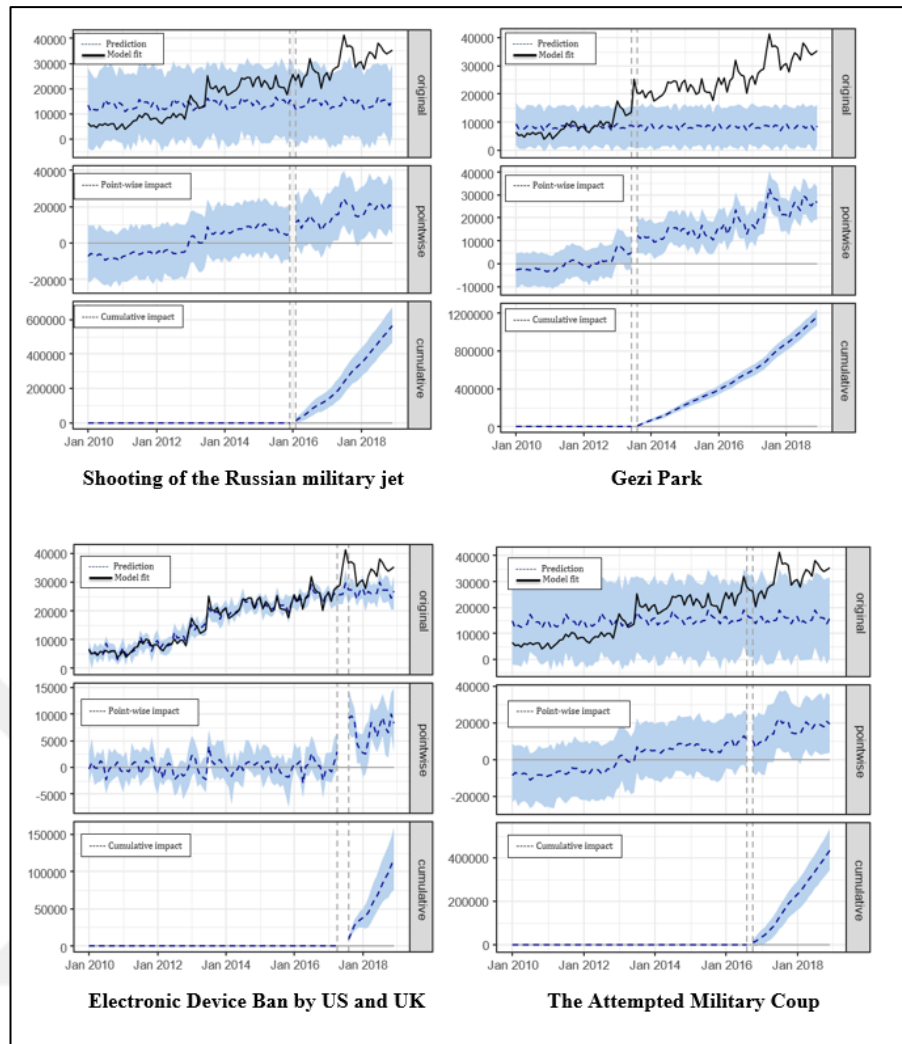 Prediction
Model fit
40000
30000
20000
10000
0
original
Point-wise impact
40000
20000
0
-20000
pointwise
Cumulative impact
600000
400000
200000
0
cumulative
Jan 2010 Jan 2012 Jan 2014 Jan 2016 Jan 2018
Shooting of the Russian military jet
Prediction
Model fit
40000
30000
20000
10000
0
original
Point-wise impact
40000
30000
20000
10000
0
-10000
pointwise
Cumulative impact
1200000
800000
400000
0
cumulative
Jan 2010 Jan 2012 Jan 2014 Jan 2016 Jan 2018
Gezi Park
Prediction
Model fit
40000
30000
20000
10000
0
original
Point-wise impact
15000
10000
5000
0
-5000
pointwise
Cumulative impact
150000
100000
50000
0
cumulative
Jan 2010 Jan 2012 Jan 2014 Jan 2016 Jan 2018
Electronic Device Ban by US and UK
Prediction
Model fit
40000
30000
20000
10000
0
original
Point-wise impact
40000
20000
0
-20000
pointwise
Cumulative impact
400000
200000
0
cumulative
Jan 2010 Jan 2012 Jan 2014 Jan 2016 Jan 2018
The Attempted Military Coup